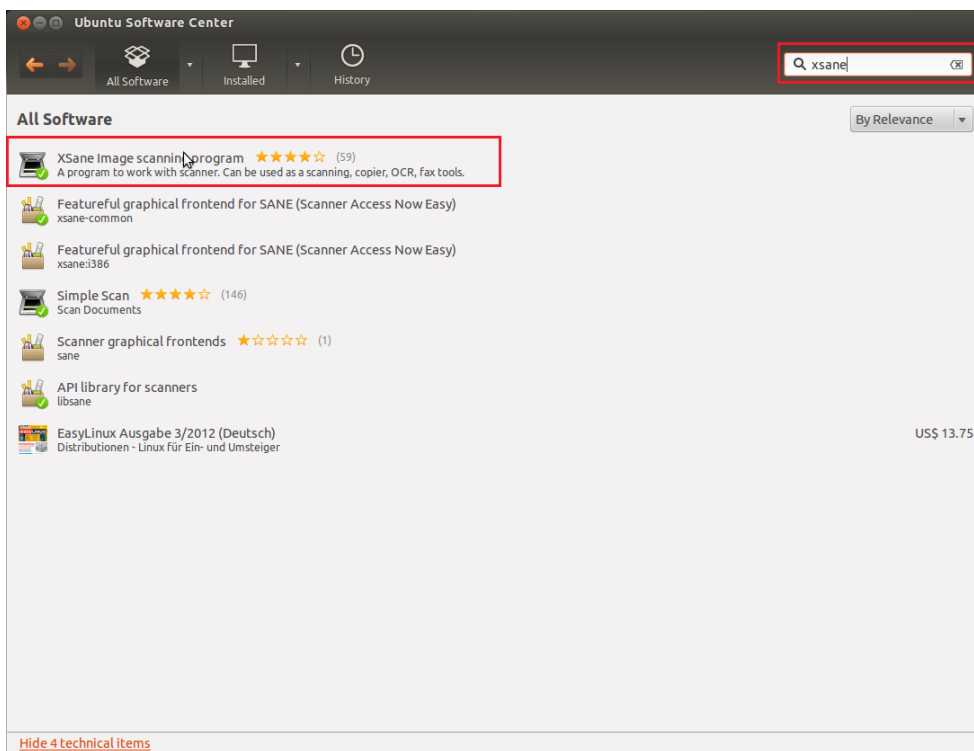 Ubuntu Software Center
All Software
Installed
History
xsane
All Software
By Relevance
XSane Image scanning program (59)
A program to work with scanner. Can be used as a scanning, copier, OCR, fax tools.
Featureful graphical frontend for SANE (Scanner Access Now Easy)
xsane-common
Featureful graphical frontend for SANE (Scanner Access Now Easy)
xsane:i386
Simple Scan (146)
Scan Documents
Scanner graphical frontends (1)
sane
API library for scanners
libsane
EasyLinux Ausgabe 3/2012 (Deutsch) US$ 13.75
Distributionen - Linux für Ein- und Umsteiger
Hide 4 technical items